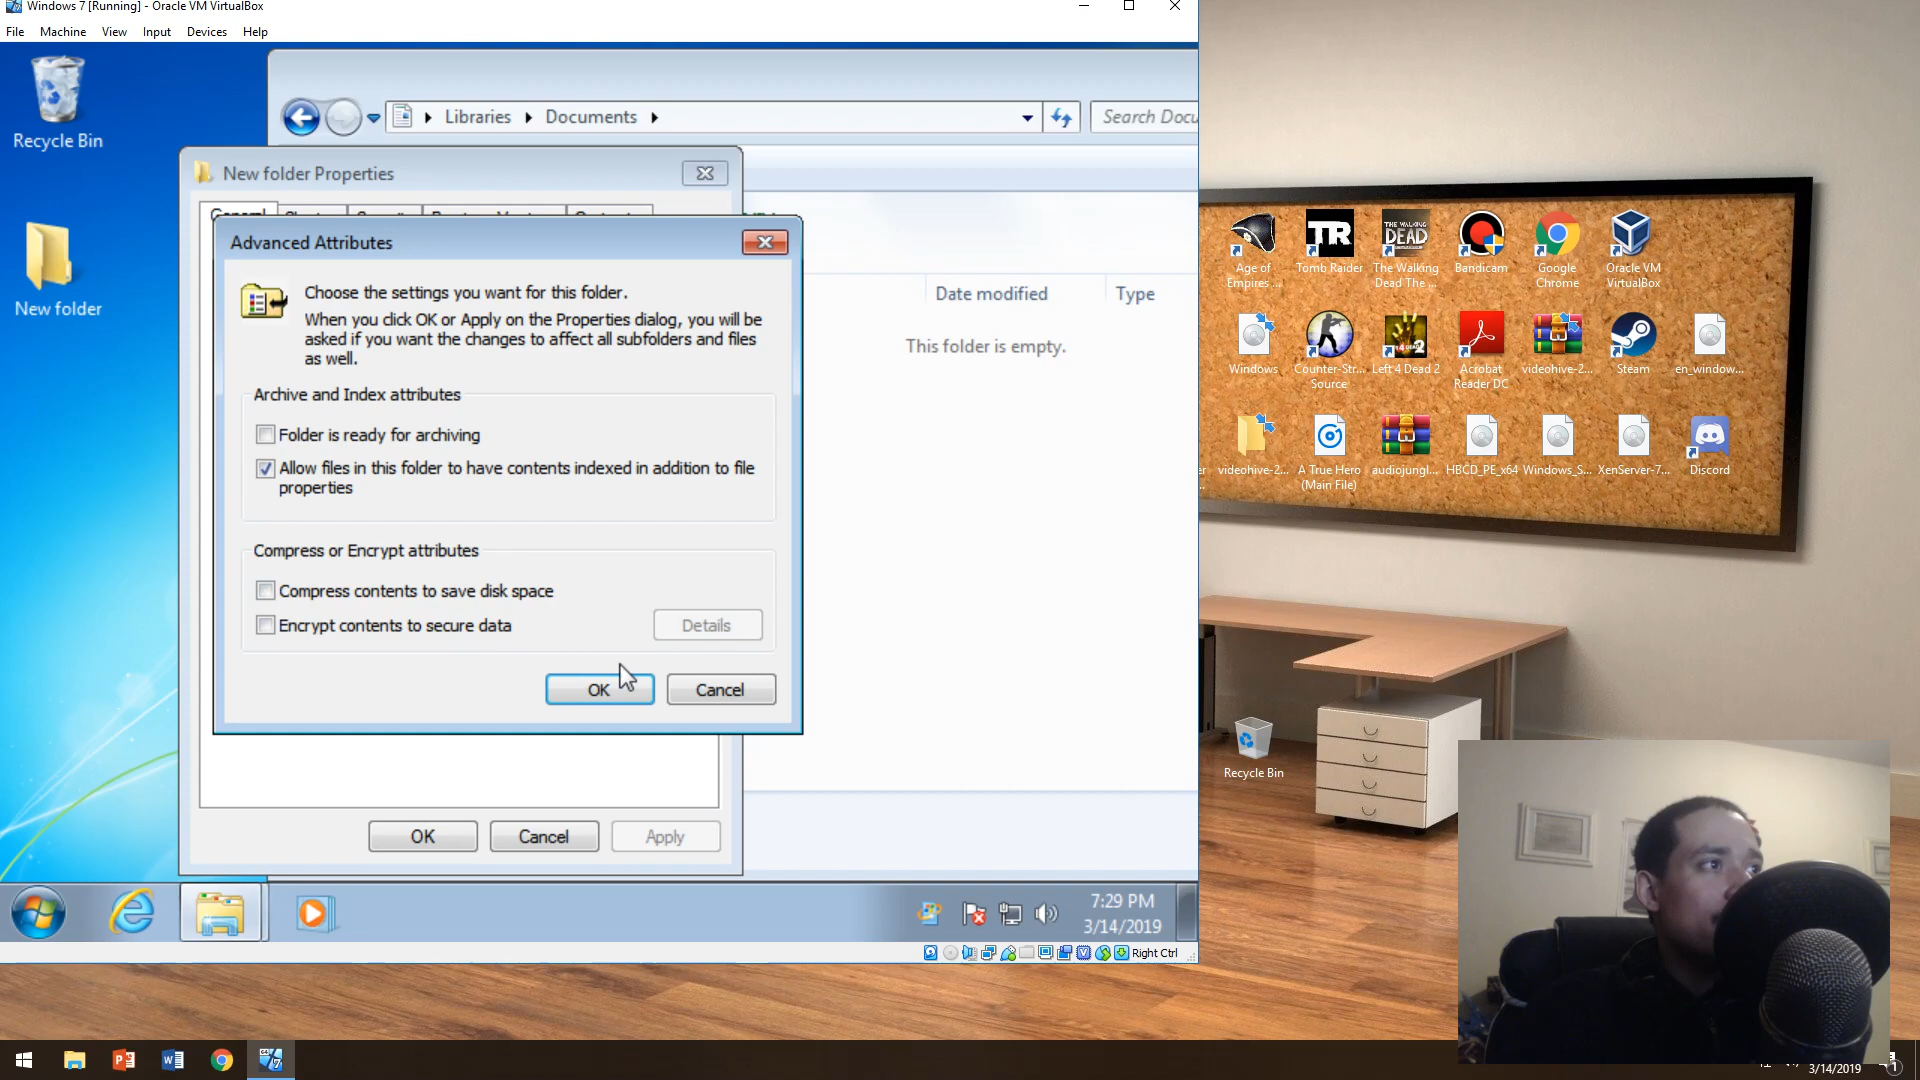 Windows 7 [Running] - Oracle VM VirtualBox
File Machine View Input Devices Help
Recycle Bin
New folder
Libraries Documents
Search Docu
New folder Properties
General
Advanced Attributes
Choose the settings you want for this folder.
When you click OK or Apply on the Properties dialog, you will be
asked if you want the changes to affect all subfolders and files
as well.
Archive and Index attributes
Folder is ready for archiving
Allow files in this folder to have contents indexed in addition to file
properties
Compress or Encrypt attributes
Compress contents to save disk space
Encrypt contents to secure data
Details
OK Cancel
OK Cancel Apply
Date modified Type
This folder is empty.
7:29 PM
3/14/2019
Right Ctrl
Age of
Empires ...
Tomb Raider
TR
The Walking
Dead The ...
THE WALKING
DEAD
Bandicam
Google
Chrome
Oracle VM
VirtualBox
Windows
Counter-Str...
Source
Left 4 Dead 2
Acrobat
Reader DC
videohive-2...
Steam
en_window...
videohive-2...
A True Hero
(Main File)
audiojungl...
HBCD_PE_x64
Windows_S...
XenServer-7...
Discord
Recycle Bin
3/14/2019
1